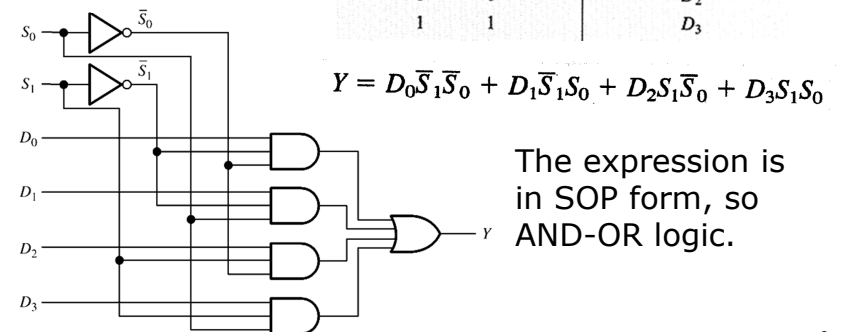 D₂
1 1 D₃
S₀
S̅₀
S₁
S̅₁
Y = D₀S̅₁S̅₀ + D₁S̅₁S₀ + D₂S₁S̅₀ + D₃S₁S₀
D₀
D₁
D₂
D₃
Y
The expression is
in SOP form, so
AND-OR logic.